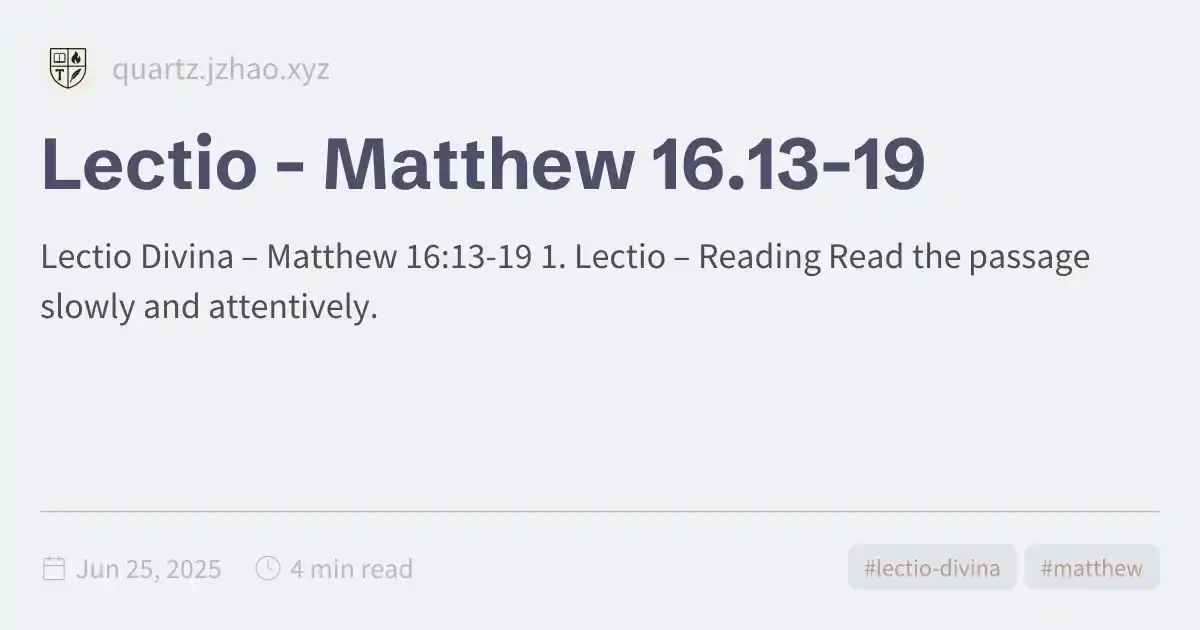 quartz.jzhao.xyz
Lectio - Matthew 16.13-19
Lectio Divina – Matthew 16:13-19 1. Lectio – Reading Read the passage
slowly and attentively.
Jun 25, 2025 4 min read #lectio-divina #matthew